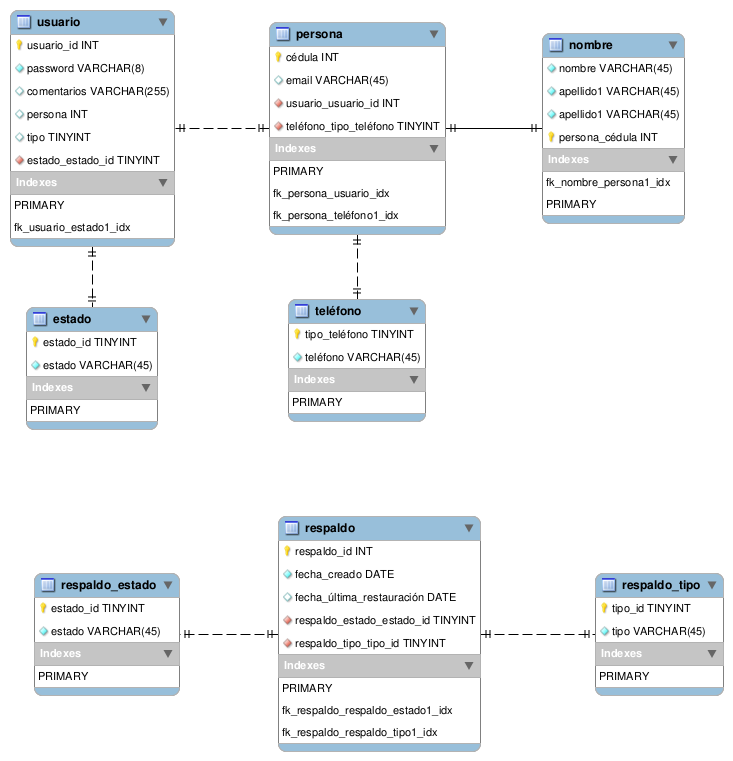 usuario
usuario_id INT
password VARCHAR(8)
comentarios VARCHAR(255)
persona INT
tipo TINYINT
estado_estado_id TINYINT
Indexes
PRIMARY
fk_usuario_estado1_idx
persona
cédula INT
email VARCHAR(45)
usuario_usuario_id INT
teléfono_tipo_teléfono TINYINT
Indexes
PRIMARY
fk_persona_usuario_idx
fk_persona_teléfono1_idx
nombre
nombre VARCHAR(45)
apellido1 VARCHAR(45)
apellido1 VARCHAR(45)
persona_cédula INT
Indexes
fk_nombre_persona1_idx
PRIMARY
estado
estado_id TINYINT
estado VARCHAR(45)
Indexes
PRIMARY
teléfono
tipo_teléfono TINYINT
teléfono VARCHAR(45)
Indexes
PRIMARY
respaldo_estado
estado_id TINYINT
estado VARCHAR(45)
Indexes
PRIMARY
respaldo
respaldo_id INT
fecha_creado DATE
fecha_última_restauración DATE
respaldo_estado_estado_id TINYINT
respaldo_tipo_tipo_id TINYINT
Indexes
PRIMARY
fk_respaldo_respaldo_estado1_idx
fk_respaldo_respaldo_tipo1_idx
respaldo_tipo
tipo_id TINYINT
tipo VARCHAR(45)
Indexes
PRIMARY